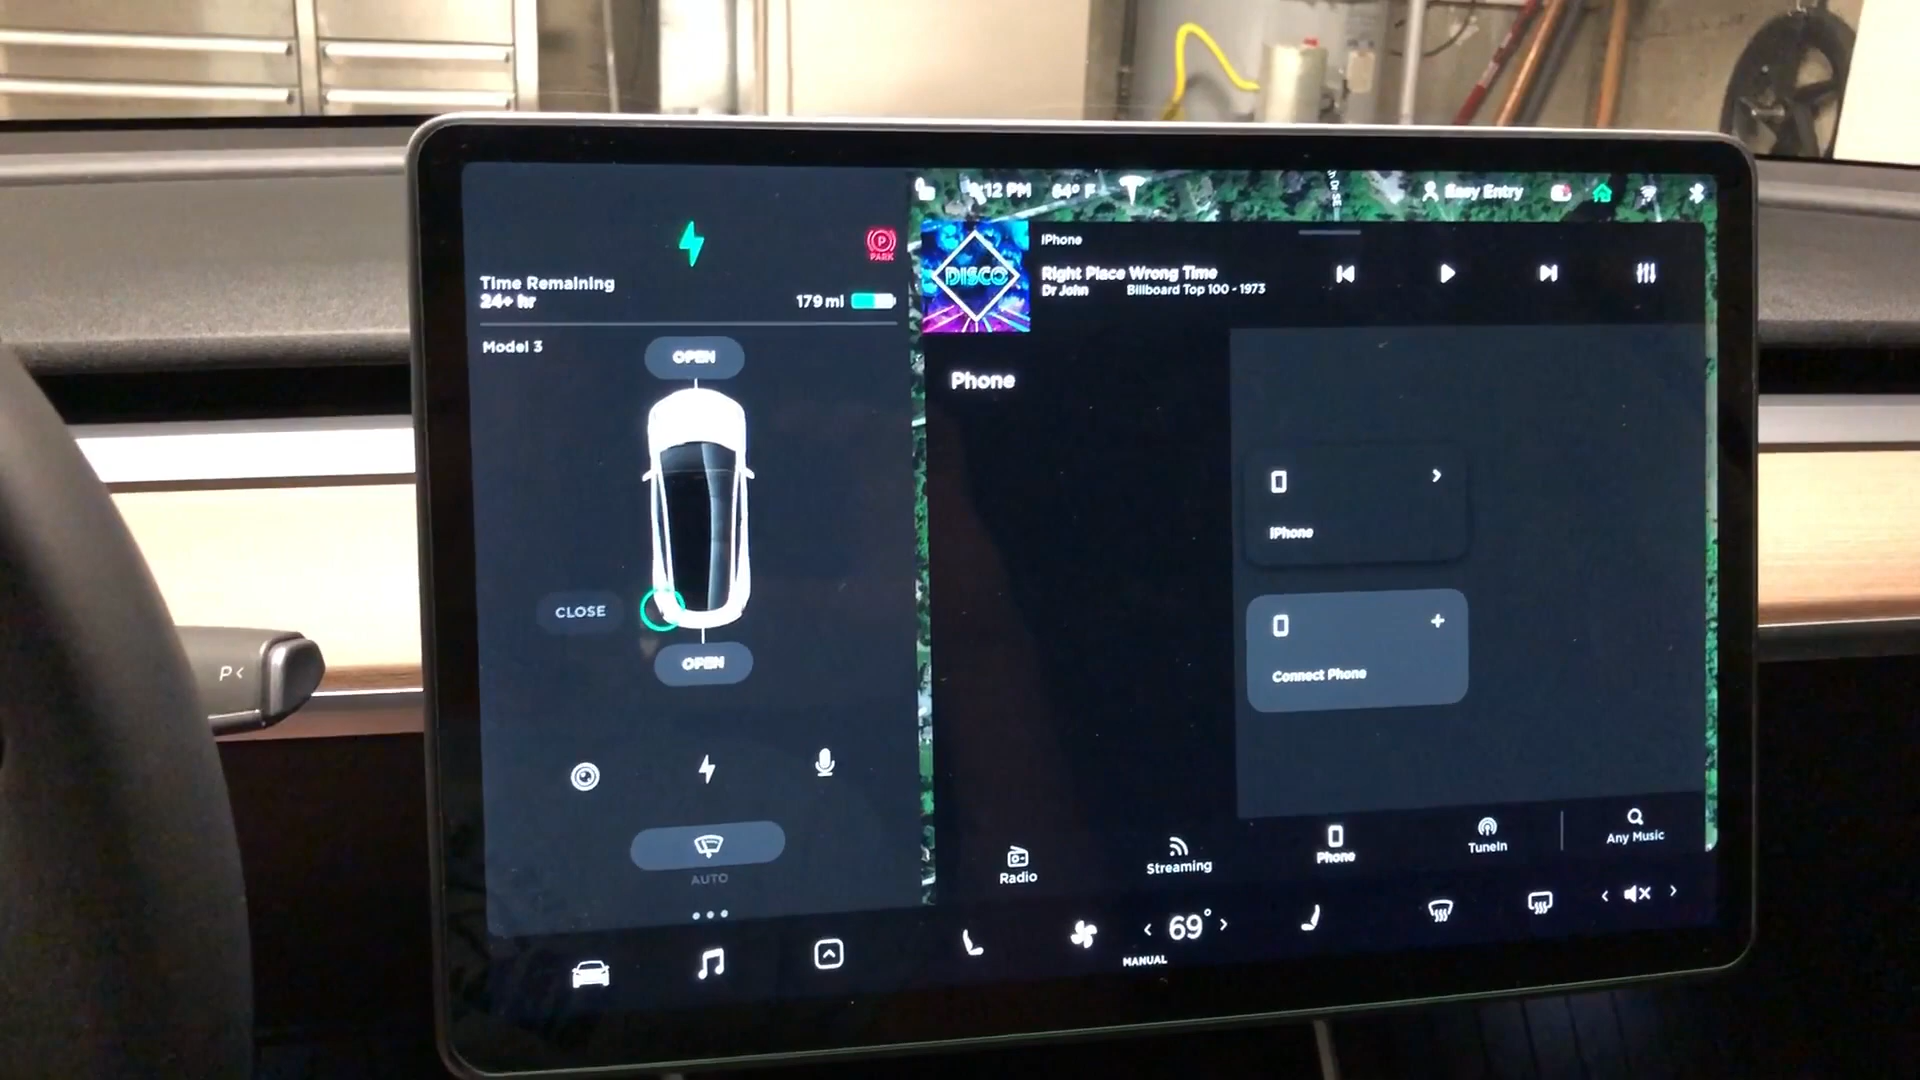 64° F
Easy Entry
P
PARK
Time Remaining
24+ hr
179 mi
Model 3
OPEN
CLOSE
OPEN
AUTO
DISCO
iPhone
Right Place Wrong Time
Dr John
Billboard Top 100 - 1973
Phone
iPhone
Connect Phone
Radio
Streaming
Phone
TuneIn
Any Music
< 69° >
MANUAL
< >
P<